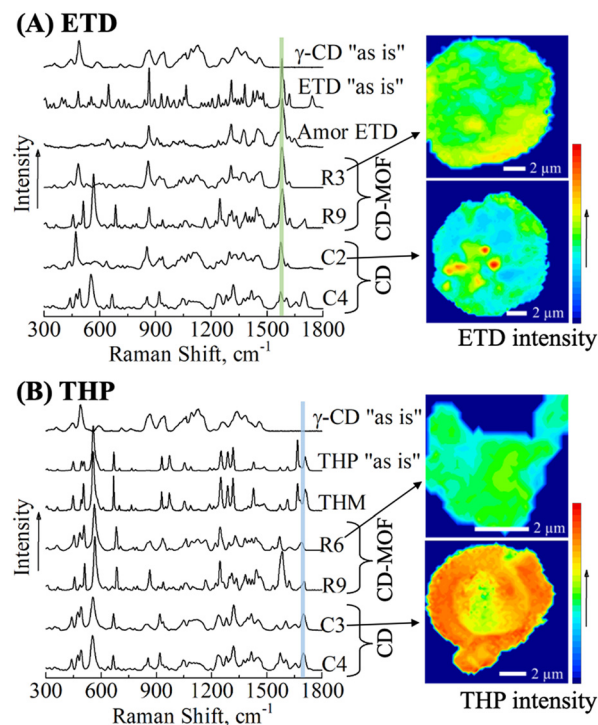 (A) ETD
γ-CD "as is"
ETD "as is"
Amor ETD
R3
R9
CD-MOF
C2
C4
CD
Intensity
300 600 900 1200 1500 1800
Raman Shift, cm-1
2 μm
2 μm
ETD intensity
(B) THP
γ-CD "as is"
THP "as is"
THM
R6
R9
CD-MOF
C3
C4
CD
Intensity
300 600 900 1200 1500 1800
Raman Shift, cm-1
2 μm
2 μm
THP intensity